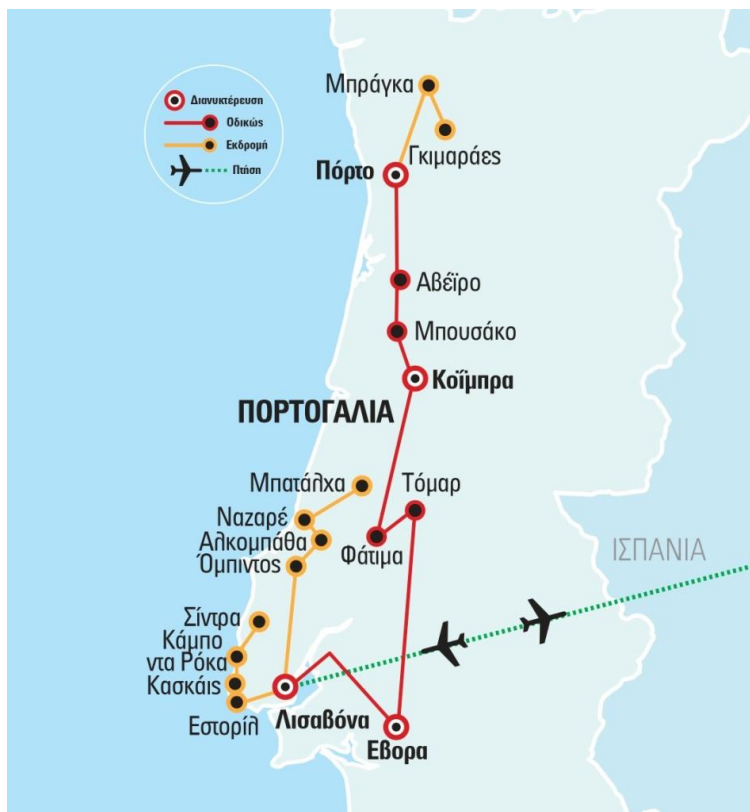 Διανυκτέρευση
Οδικώς
Εκδρομή
Πτήση
Μπράγκα
Γκιμαράες
Πόρτο
Αβέϊρο
Μπουσάκο
Κοΐμπρα
ΠΟΡΤΟΓΑΛΙΑ
Μπατάλχα
Τόμαρ
Ναζαρέ
Αλκομπάθα
Φάτιμα
Όμπιντος
ΙΣΠΑΝΙΑ
Σίντρα
Κάμπο
ντα Ρόκα
Κασκάις
Εστορίλ
Λισαβόνα
Εβορα